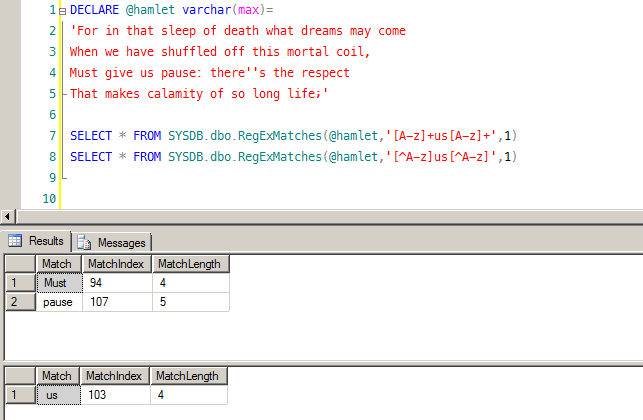 1 DECLARE @hamlet varchar(max)=
2 'For in that sleep of death what dreams may come
3 When we have shuffled off this mortal coil,
4 Must give us pause: there''s the respect
5 That makes calamity of so long life;'
6
7 SELECT * FROM SYSDB.dbo.RegExMatches(@hamlet,'[A-z]+us[A-z]+',1)
8 SELECT * FROM SYSDB.dbo.RegExMatches(@hamlet,'[^A-z]us[^A-z]',1)
9
10
Results Messages
Match MatchIndex MatchLength
1 Must 94 4
2 pause 107 5
Match MatchIndex MatchLength
1 us 103 4